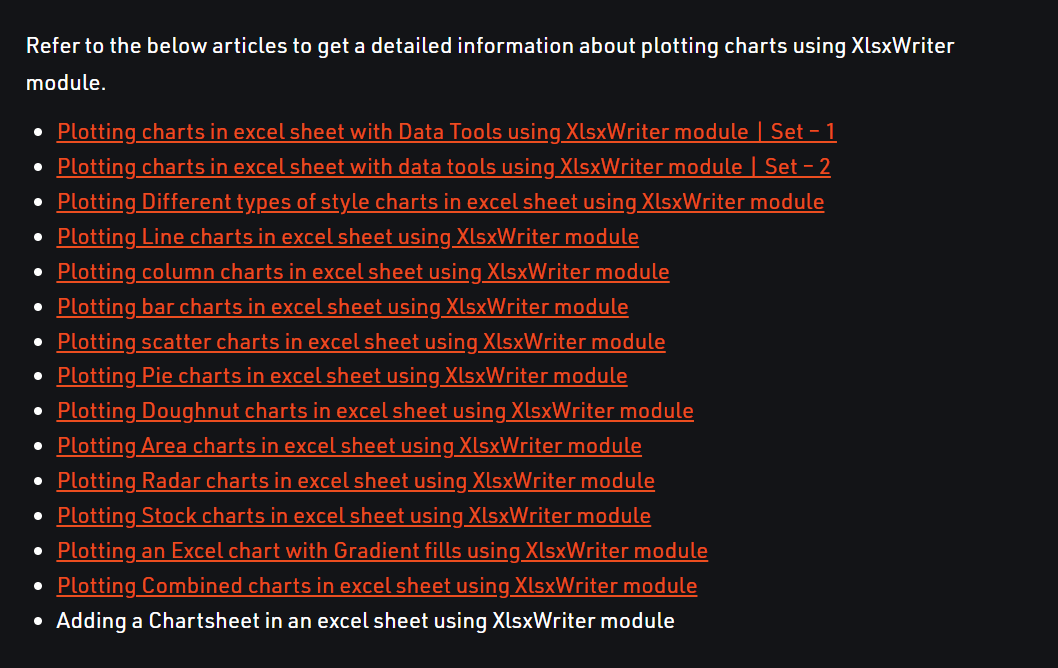 Refer to the below articles to get a detailed information about plotting charts using XlsxWriter
module.
Plotting charts in excel sheet with Data Tools using XlsxWriter module | Set – 1
Plotting charts in excel sheet with data tools using XlsxWriter module | Set – 2
Plotting Different types of style charts in excel sheet using XlsxWriter module
Plotting Line charts in excel sheet using XlsxWriter module
Plotting column charts in excel sheet using XlsxWriter module
Plotting bar charts in excel sheet using XlsxWriter module
Plotting scatter charts in excel sheet using XlsxWriter module
Plotting Pie charts in excel sheet using XlsxWriter module
Plotting Doughnut charts in excel sheet using XlsxWriter module
Plotting Area charts in excel sheet using XlsxWriter module
Plotting Radar charts in excel sheet using XlsxWriter module
Plotting Stock charts in excel sheet using XlsxWriter module
Plotting an Excel chart with Gradient fills using XlsxWriter module
Plotting Combined charts in excel sheet using XlsxWriter module
Adding a Chartsheet in an excel sheet using XlsxWriter module